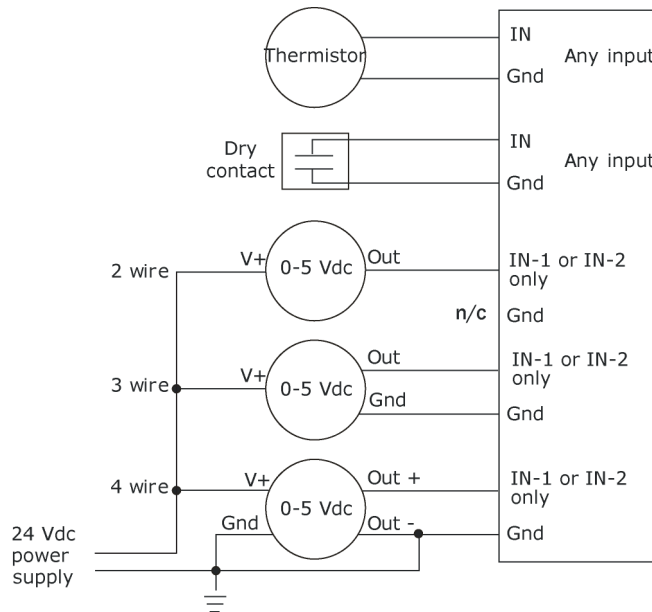 Thermistor
IN
Any input
Gnd
Dry
contact
IN
Any input
Gnd
2 wire
V+
0-5 Vdc
Out
IN-1 or IN-2
only
n/c
Gnd
3 wire
V+
0-5 Vdc
Out
IN-1 or IN-2
only
Gnd
Gnd
4 wire
V+
0-5 Vdc
Out +
IN-1 or IN-2
only
Gnd
Out -
Gnd
24 Vdc
power
supply